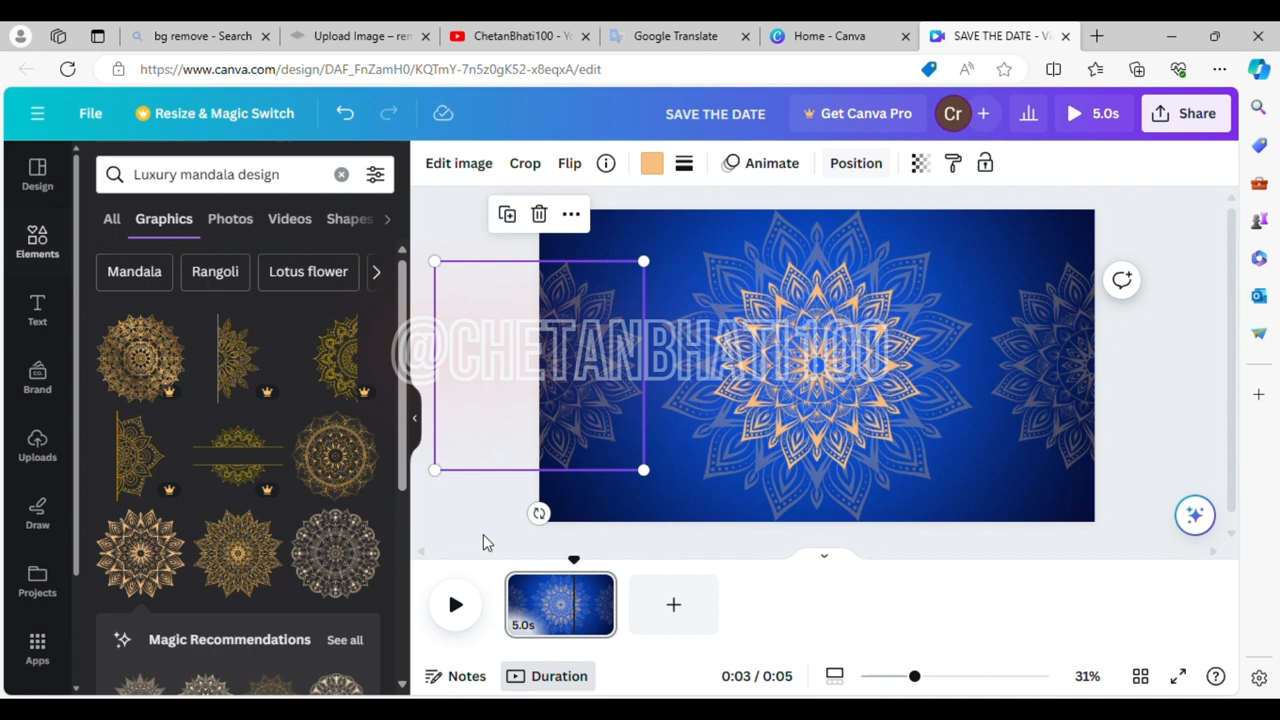 bg remove - Search
Upload Image – ren
ChetanBhati100 - Yo
Google Translate
Home - Canva
SAVE THE DATE - Vi
https://www.canva.com/design/DAF_FnZamH0/KQTmY-7n5z0gK52-x8eqxA/edit
File
Resize & Magic Switch
SAVE THE DATE
Get Canva Pro
Cr
5.0s
Share
Design
Elements
Text
Brand
Uploads
Draw
Projects
Apps
Luxury mandala design
All
Graphics
Photos
Videos
Shapes
Mandala
Rangoli
Lotus flower
Magic Recommendations
See all
Edit image
Crop
Flip
Animate
Position
@CHETANBHATI100
5.0s
Notes
Duration
0:03 / 0:05
31%